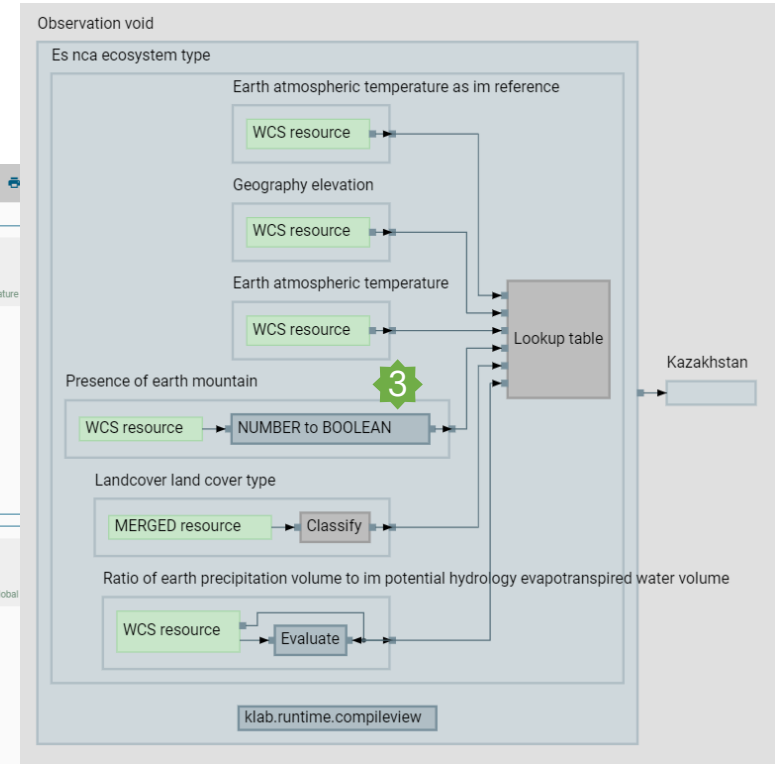 Observation void
Es nca ecosystem type
Earth atmospheric temperature as im reference
WCS resource
Geography elevation
WCS resource
Earth atmospheric temperature
WCS resource
Lookup table
Kazakhstan
ature
Presence of earth mountain
3
WCS resource
NUMBER to BOOLEAN
Landcover land cover type
MERGED resource
Classify
obal
Ratio of earth precipitation volume to im potential hydrology evapotranspired water volume
WCS resource
Evaluate
klab.runtime.compileview